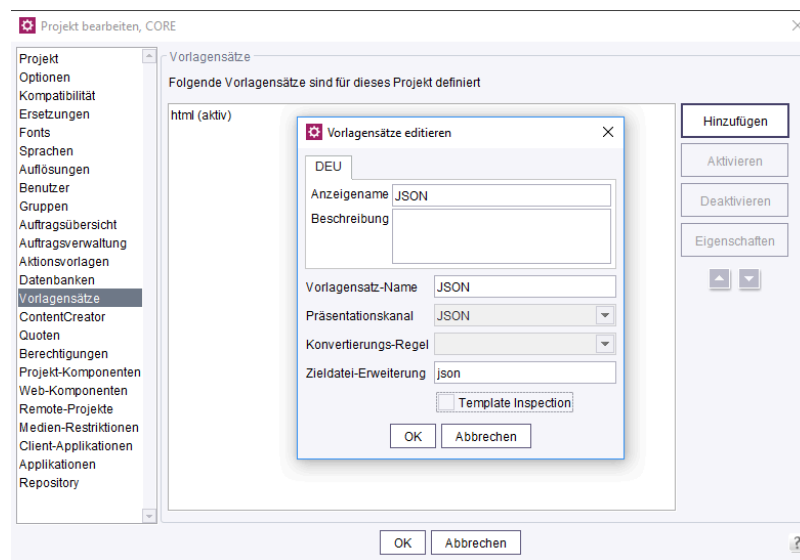 Projekt bearbeiten, CORE
Projekt
Optionen
Kompatibilität
Ersetzungen
Fonts
Sprachen
Auflösungen
Benutzer
Gruppen
Auftragsübersicht
Auftragsverwaltung
Aktionsvorlagen
Datenbanken
Vorlagensätze
ContentCreator
Quoten
Berechtigungen
Projekt-Komponenten
Web-Komponenten
Remote-Projekte
Medien-Restriktionen
Client-Applikationen
Applikationen
Repository
Vorlagensätze
Folgende Vorlagensätze sind für dieses Projekt definiert
html (aktiv)
Hinzufügen
Aktivieren
Deaktivieren
Eigenschaften
Vorlagensätze editieren
DEU
Anzeigename JSON
Beschreibung
Vorlagensatz-Name JSON
Präsentationskanal JSON
Konvertierungs-Regel
Zieldatei-Erweiterung json
Template Inspection
OK Abbrechen
OK Abbrechen
?